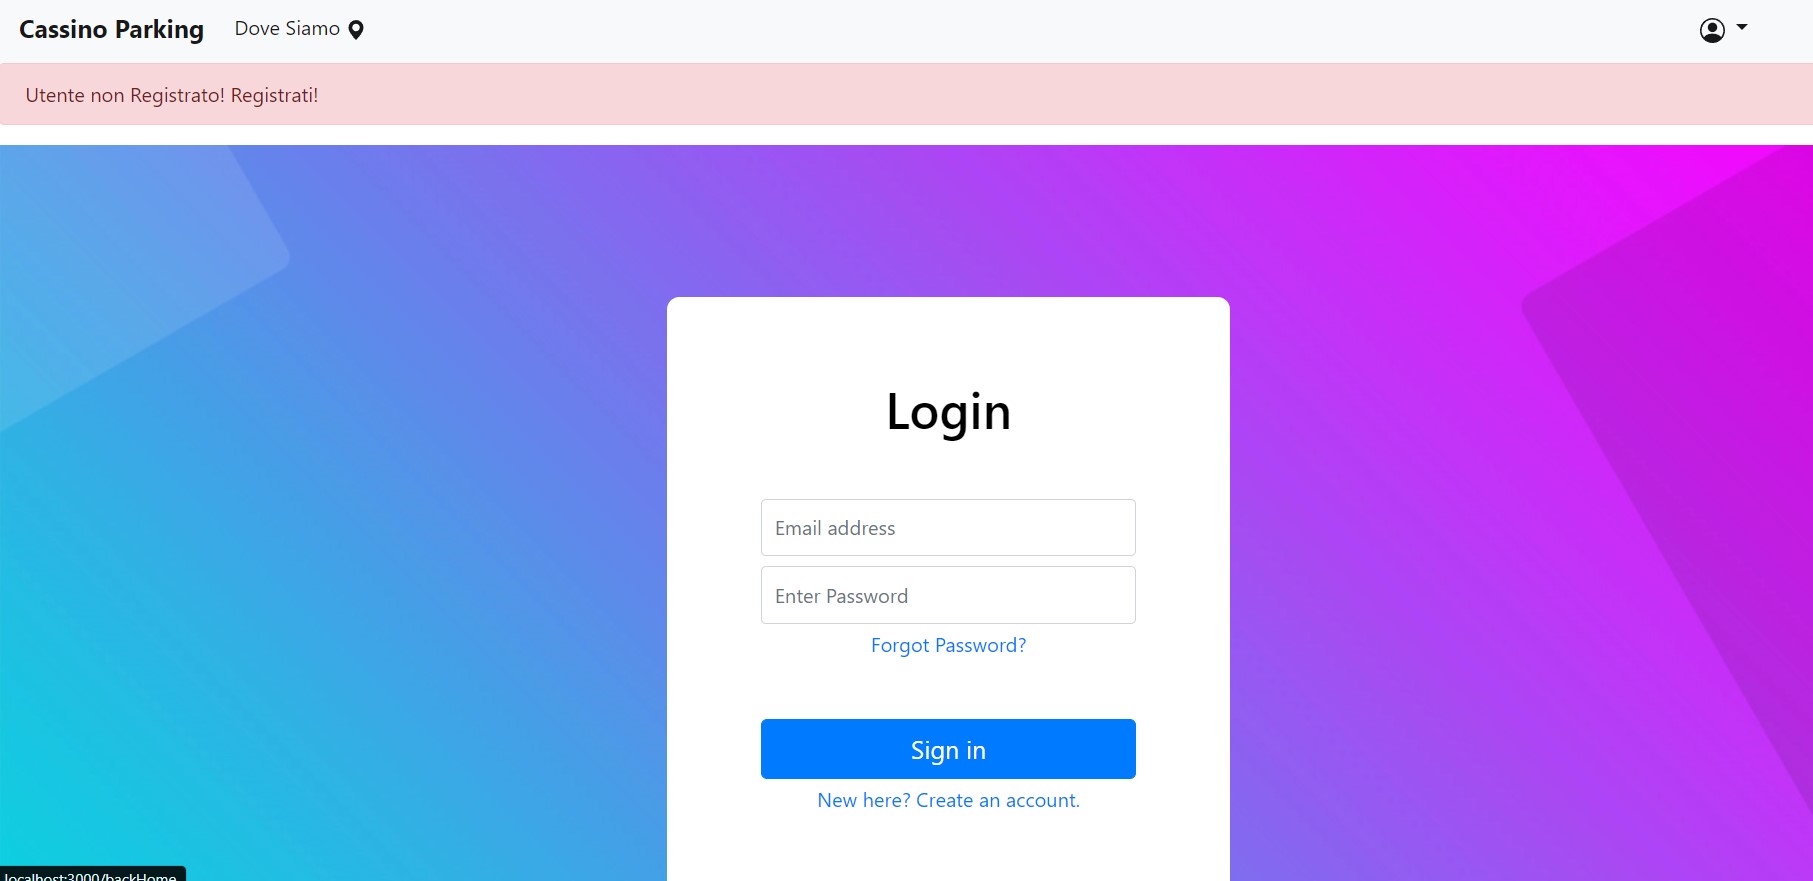 Cassino Parking Dove Siamo
Utente non Registrato! Registrati!
Login
Email address
Enter Password
Forgot Password?
Sign in
New here? Create an account.
localhost:3000/backHome